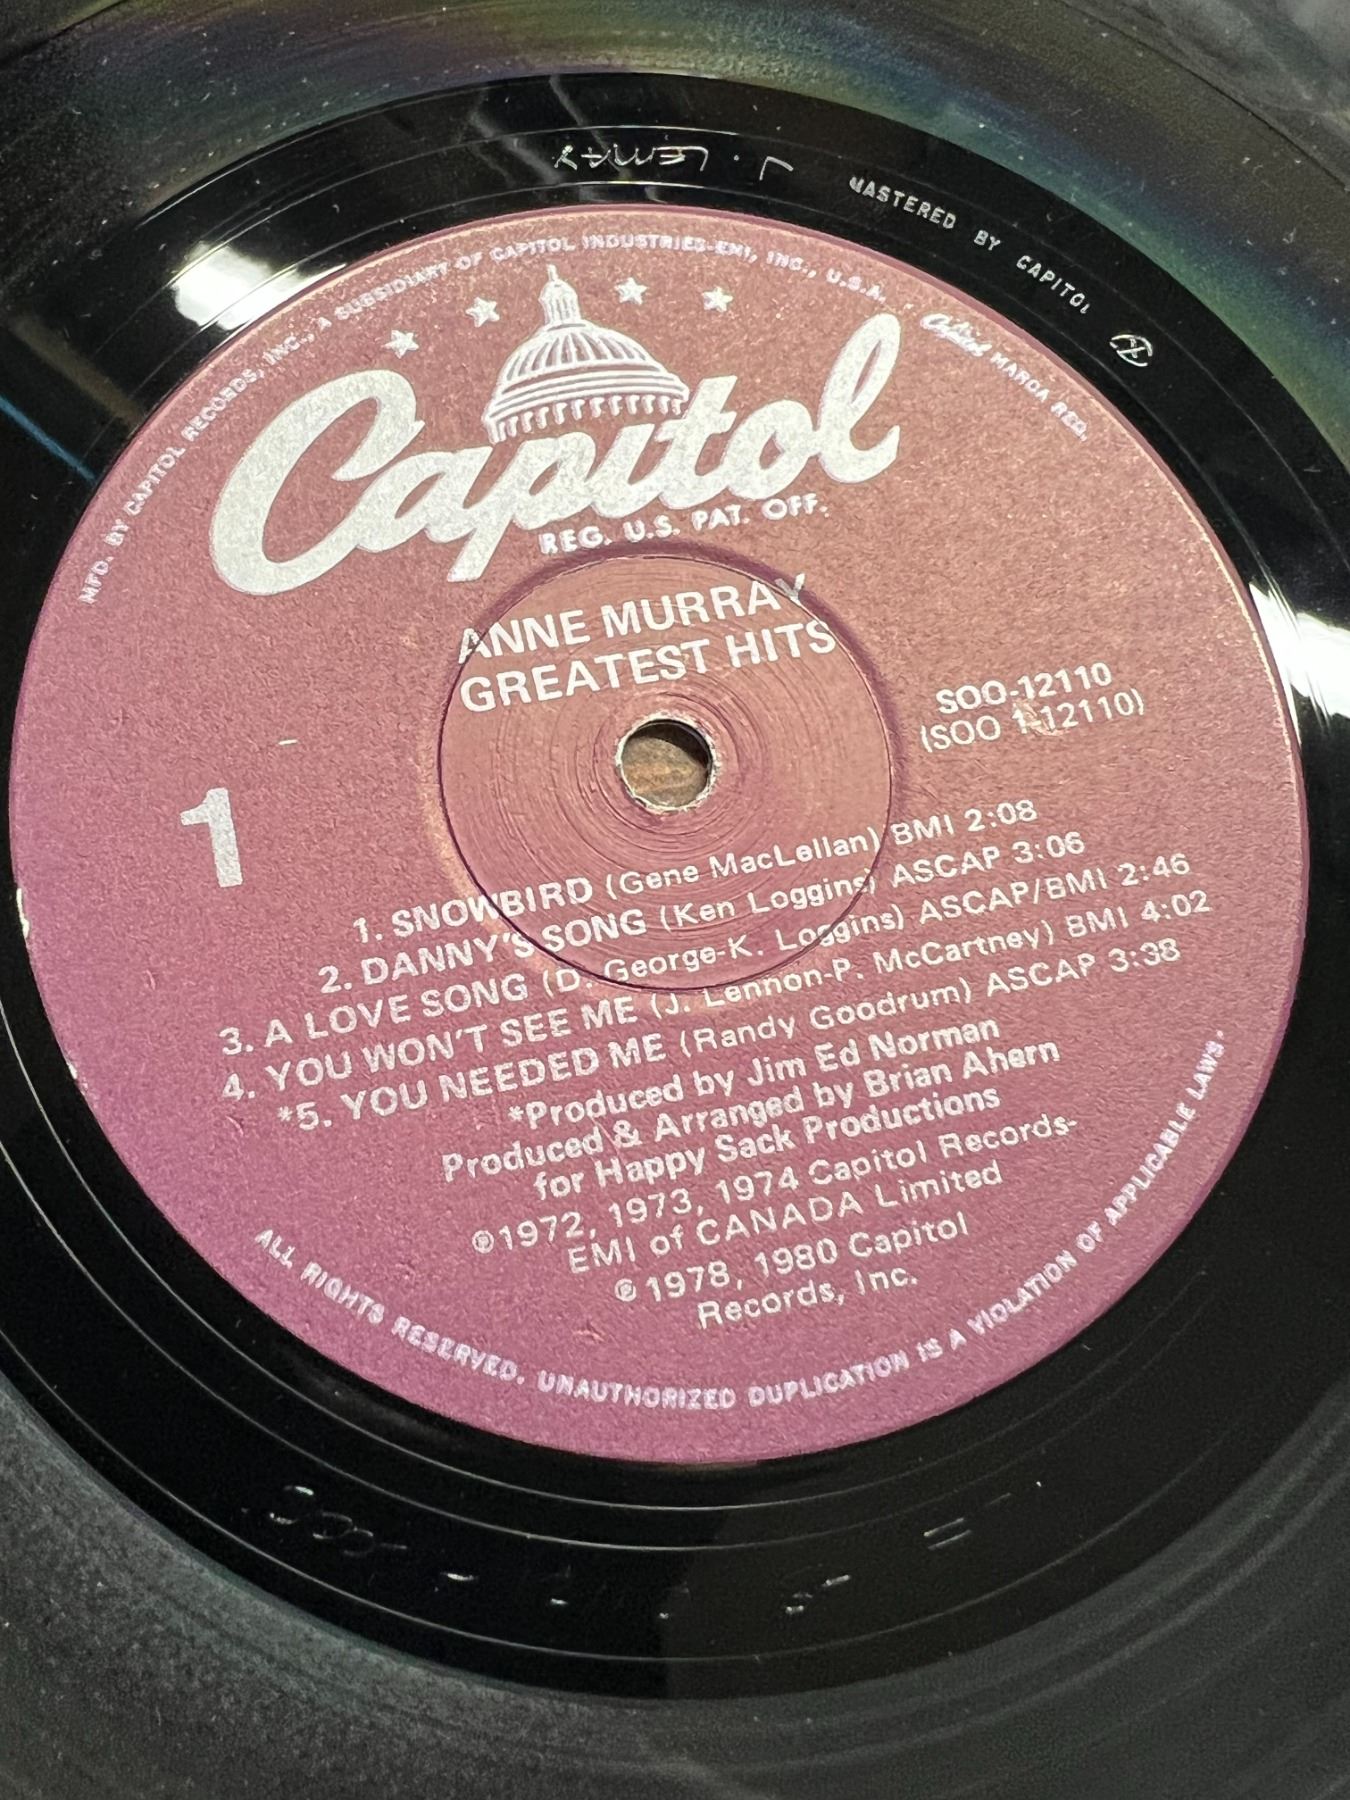 J. LEMAY
MASTERED BY CAPITOL
MFD. BY CAPITOL RECORDS, INC., A SUBSIDIARY OF CAPITOL INDUSTRIES-EMI, INC., U.S.A. · Capitol MARCA REG.
Capitol
REG. U.S. PAT. OFF.
ANNE MURRAY
GREATEST HITS
SOO-12110
(SOO 1-12110)
1
1. SNOWBIRD (Gene MacLellan) BMI 2:08
2. DANNY'S SONG (Ken Loggins) ASCAP 3:06
3. A LOVE SONG (D. George-K. Loggins) ASCAP/BMI 2:46
4. YOU WON'T SEE ME (J. Lennon-P. McCartney) BMI 4:02
*5. YOU NEEDED ME (Randy Goodrum) ASCAP 3:38
*Produced by Jim Ed Norman
Produced & Arranged by Brian Ahern
for Happy Sack Productions
℗1972, 1973, 1974 Capitol Records-
EMI of CANADA Limited
℗1978, 1980 Capitol
Records, Inc.
ALL RIGHTS RESERVED. UNAUTHORIZED DUPLICATION IS A VIOLATION OF APPLICABLE LAWS.